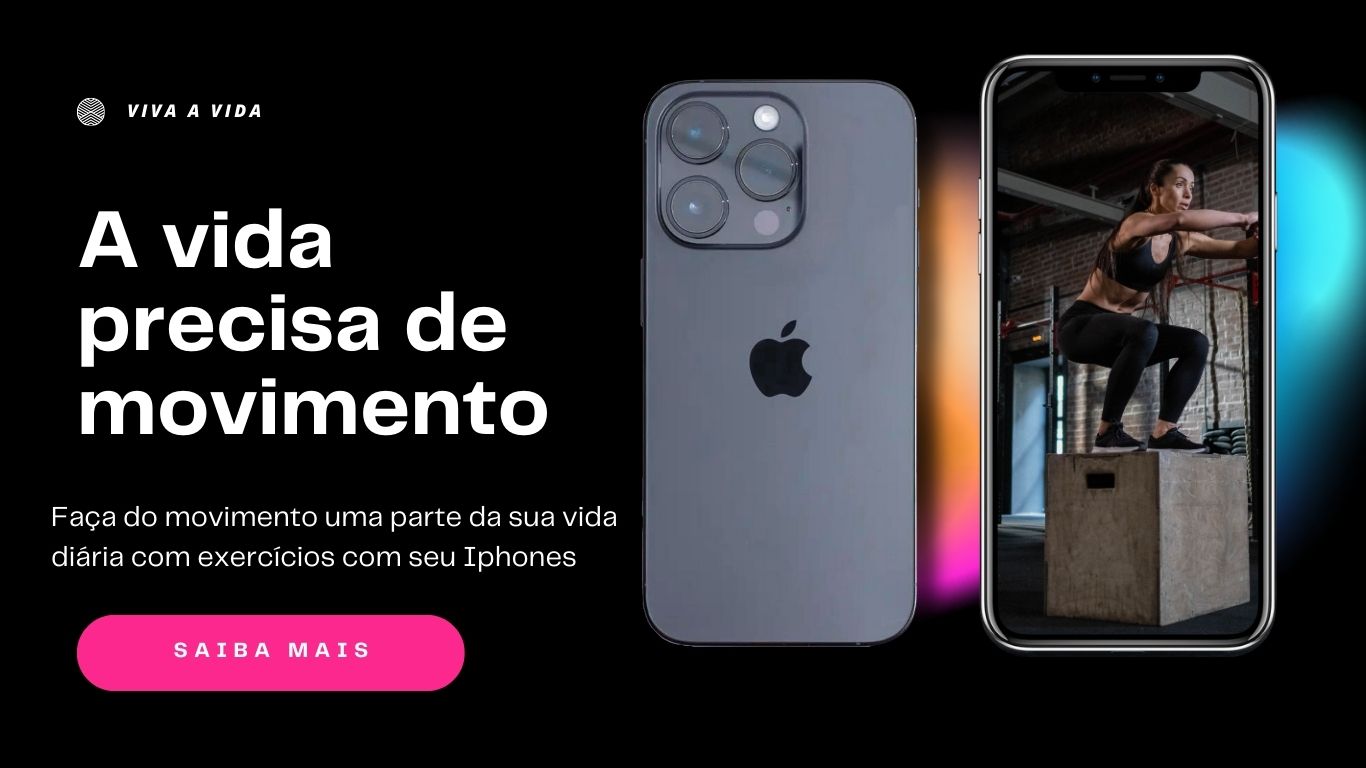 VIVA A VIDA
A vida
precisa de
movimento
Faça do movimento uma parte da sua vida
diária com exercícios com seu Iphones
SAIBA MAIS